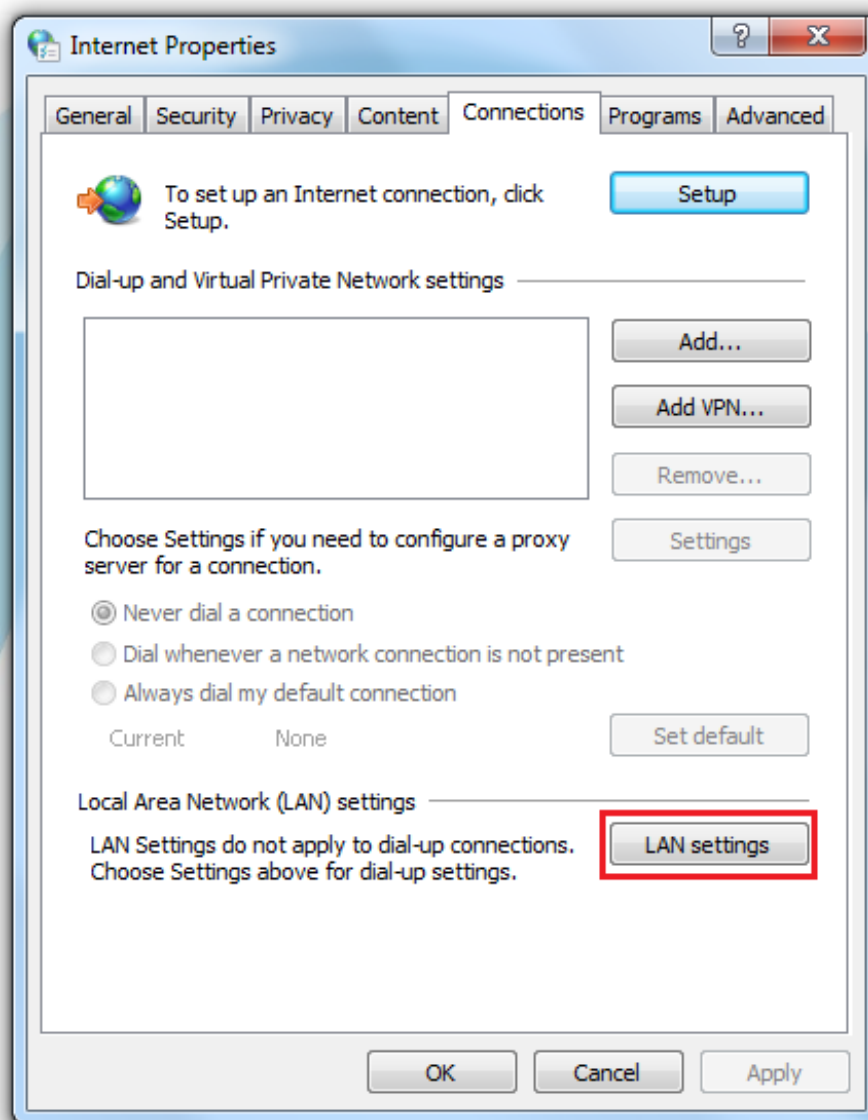 Internet Properties
?
X
General Security Privacy Content Connections Programs Advanced
To set up an Internet connection, click
Setup.
Setup
Dial-up and Virtual Private Network settings
Add...
Add VPN...
Remove...
Choose Settings if you need to configure a proxy
server for a connection.
Settings
Never dial a connection
Dial whenever a network connection is not present
Always dial my default connection
Current None
Set default
Local Area Network (LAN) settings
LAN Settings do not apply to dial-up connections.
Choose Settings above for dial-up settings.
LAN settings
OK Cancel Apply